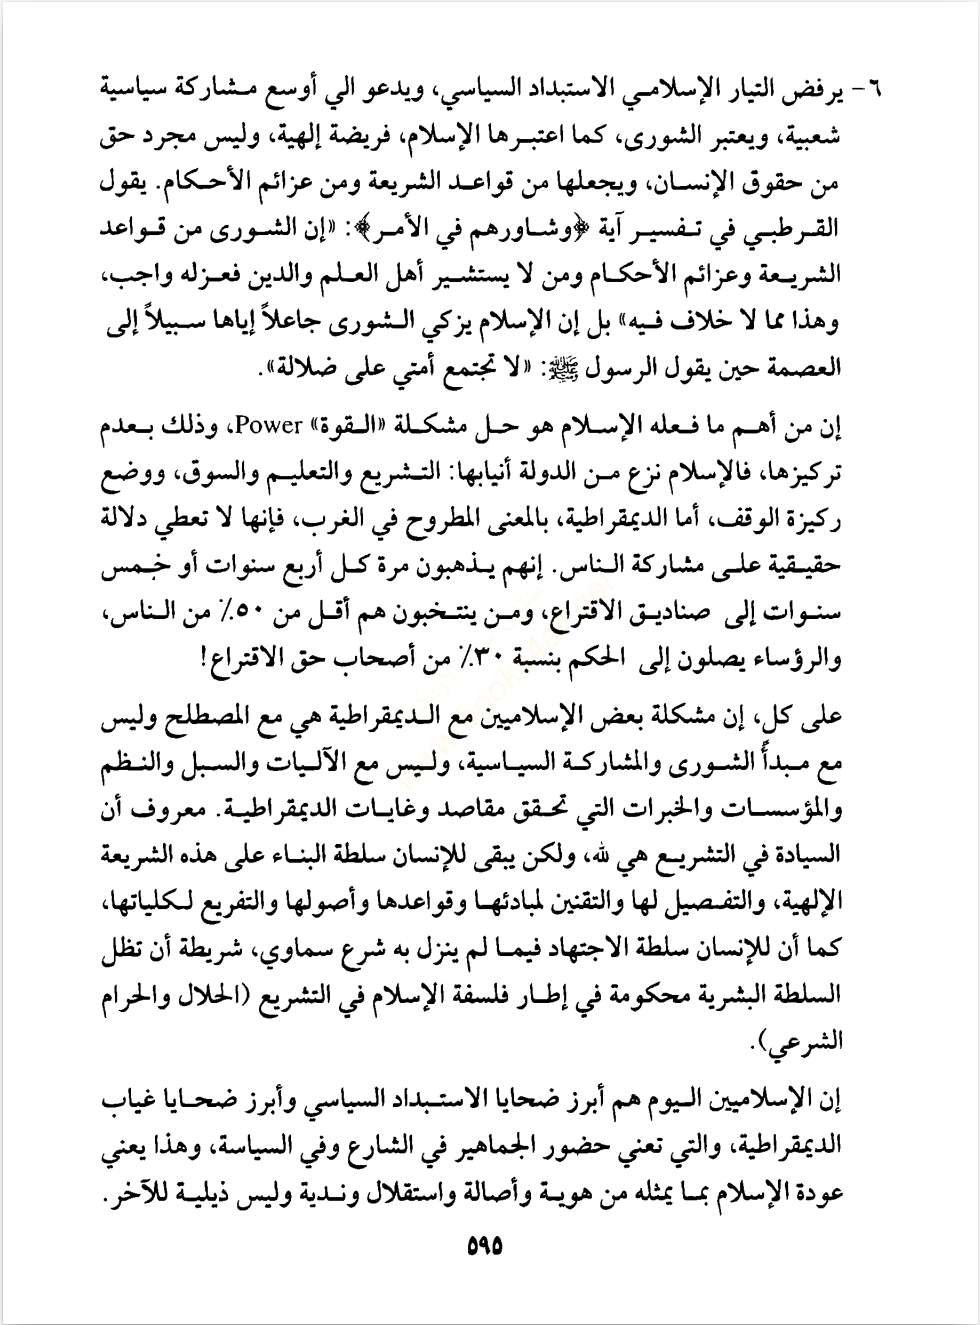 ٦- يرفض التيار الإسلامي الاستبداد السياسي، ويدعو الي أوسع مشاركة سياسية
شعبية، ويعتبر الشورى، كما اعتبرها الإسلام، فريضة إلهية، وليس مجرد حق
من حقوق الإنسان، ويجعلها من قواعد الشريعة ومن عزائم الأحكام. يقول
القرطبي في تفسير آية ﴿وشاورهم في الأمر﴾: «إن الشورى من قواعد
الشريعة وعزائم الأحكام ومن لا يستشير أهل العلم والدين فعزله واجب،
وهذا مما لا خلاف فيه» بل إن الإسلام يزكي الشورى جاعلاً إياها سبيلاً إلى
العصمة حين يقول الرسول ﷺ: «لا تجتمع أمتي على ضلالة».
إن من أهم ما فعله الإسلام هو حل مشكلة «القوة» Power، وذلك بعدم
تركيزها، فالإسلام نزع من الدولة أنيابها: التشريع والتعليم والسوق، ووضع
ركيزة الوقف، أما الديمقراطية، بالمعنى المطروح في الغرب، فإنها لا تعطي دلالة
حقيقية على مشاركة الناس. إنهم يذهبون مرة كل أربع سنوات أو خمس
سنوات إلى صناديق الاقتراع، ومن ينتخبون هم أقل من ٥٠٪ من الناس،
والرؤساء يصلون إلى الحكم بنسبة ٣٠٪ من أصحاب حق الاقتراع!
على كلٍ، إن مشكلة بعض الإسلاميين مع الديمقراطية هي مع المصطلح وليس
مع مبدأ الشورى والمشاركة السياسية، وليس مع الآليات والسبل والنظم
والمؤسسات والخبرات التي تحقق مقاصد وغايات الديمقراطية. معروف أن
السيادة في التشريع هي لله، ولكن يبقى للإنسان سلطة البناء على هذه الشريعة
الإلهية، والتفصيل لها والتقنين لمبادئها وقواعدها وأصولها والتفريع لكلياتها،
كما أن للإنسان سلطة الاجتهاد فيما لم ينزل به شرع سماوي، شريطة أن تظل
السلطة البشرية محكومة في إطار فلسفة الإسلام في التشريع (الحلال والحرام
الشرعي).
إن الإسلاميين اليوم هم أبرز ضحايا الاستبداد السياسي وأبرز ضحايا غياب
الديمقراطية، والتي تعني حضور الجماهير في الشارع وفي السياسة، وهذا يعني
عودة الإسلام بما يمثله من هوية وأصالة واستقلال وندية وليس ذيلية للآخر.
٥٩٥